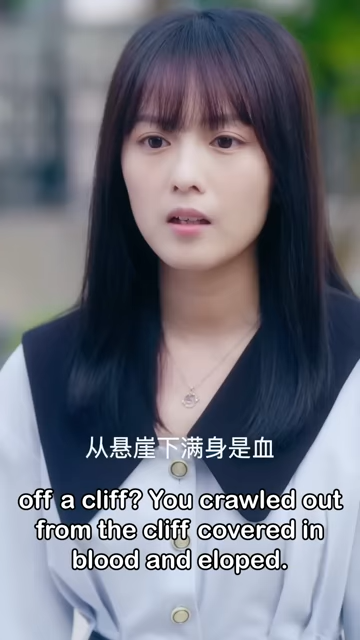 从悬崖下满身是血
off a cliff? You crawled out
from the cliff covered in
blood and eloped.